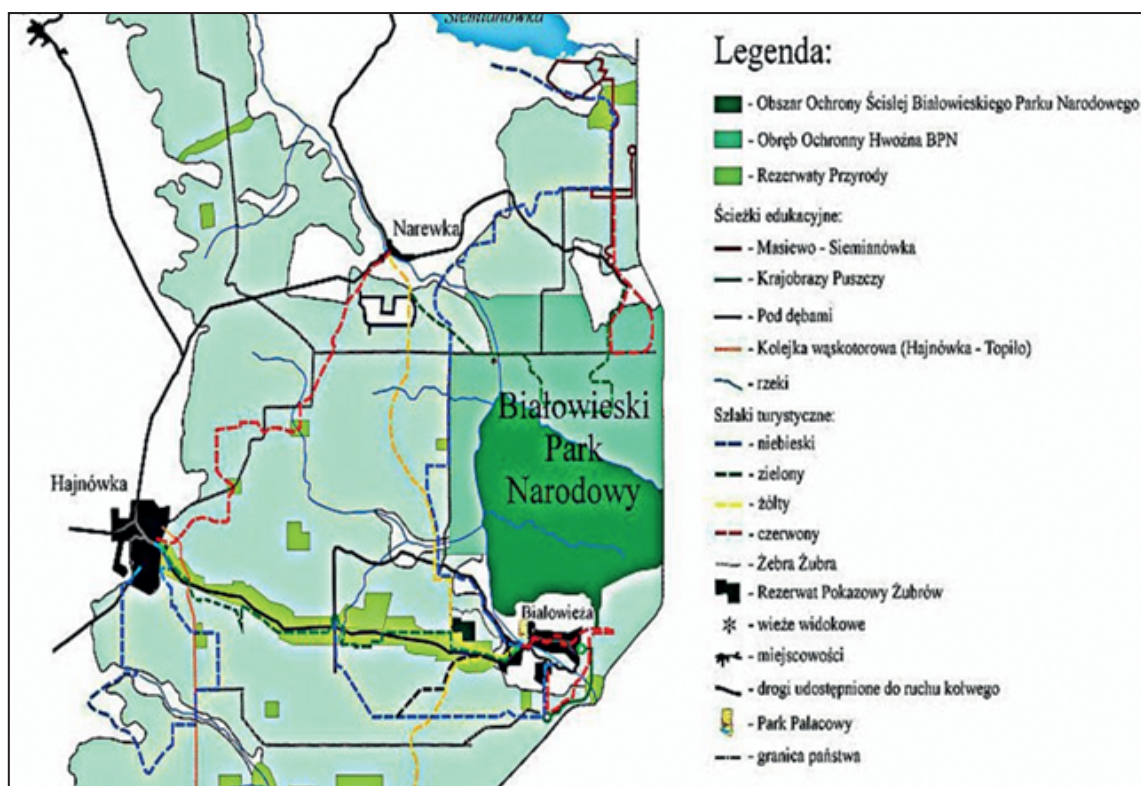 Siemianówka
Narewka
Hajnówka
Białowieski
Park
Narodowy
Białowieża
Legenda:
- Obszar Ochrony Ścisłej Białowieskiego Parku Narodowego
- Obręb Ochronny Hwoźna BPN
- Rezerwaty Przyrody
Ścieżki edukacyjne:
- Masiewo - Siemianówka
- Krajobrazy Puszczy
- Pod dębami
- Kolejka wąskotorowa (Hajnówka - Topiło)
- rzeki
Szlaki turystyczne:
- niebieski
- zielony
- żółty
- czerwony
- Żebra Żubra
- Rezerwat Pokazowy Żubrów
- wieże widokowe
- miejscowości
- drogi udostępnione do ruchu kołwego
- Park Pałacowy
- granica państwa